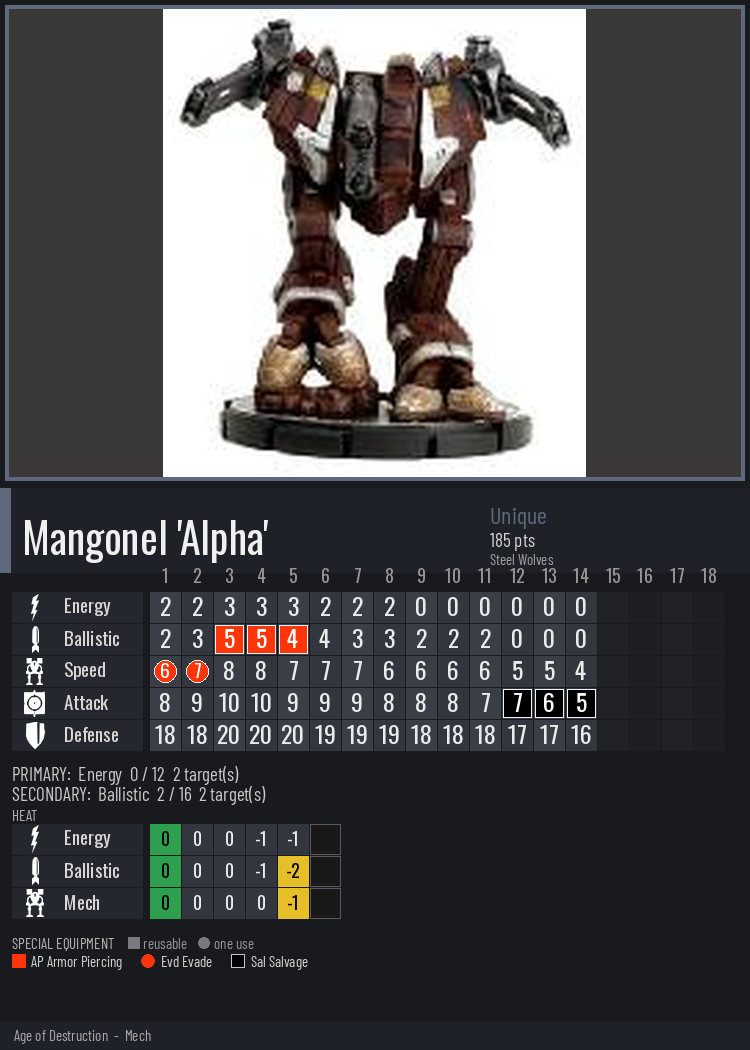 Mangonel 'Alpha'
Unique
185 pts
Steel Wolves
1 2 3 4 5 6 7 8 9 10 11 12 13 14 15 16 17 18
Energy 2 2 3 3 3 2 2 2 0 0 0 0 0 0
Ballistic 2 3 5 5 4 4 3 3 2 2 2 0 0 0
Speed 6 7 8 8 7 7 7 6 6 6 6 5 5 4
Attack 8 9 10 10 9 9 9 8 8 8 7 7 6 5
Defense 18 18 20 20 20 19 19 19 18 18 18 17 17 16
PRIMARY: Energy 0 / 12 2 target(s)
SECONDARY: Ballistic 2 / 16 2 target(s)
HEAT
Energy 0 0 0 -1 -1
Ballistic 0 0 0 -1 -2
Mech 0 0 0 0 -1
SPECIAL EQUIPMENT reusable one use
AP Armor Piercing Evd Evade Sal Salvage
Age of Destruction - Mech